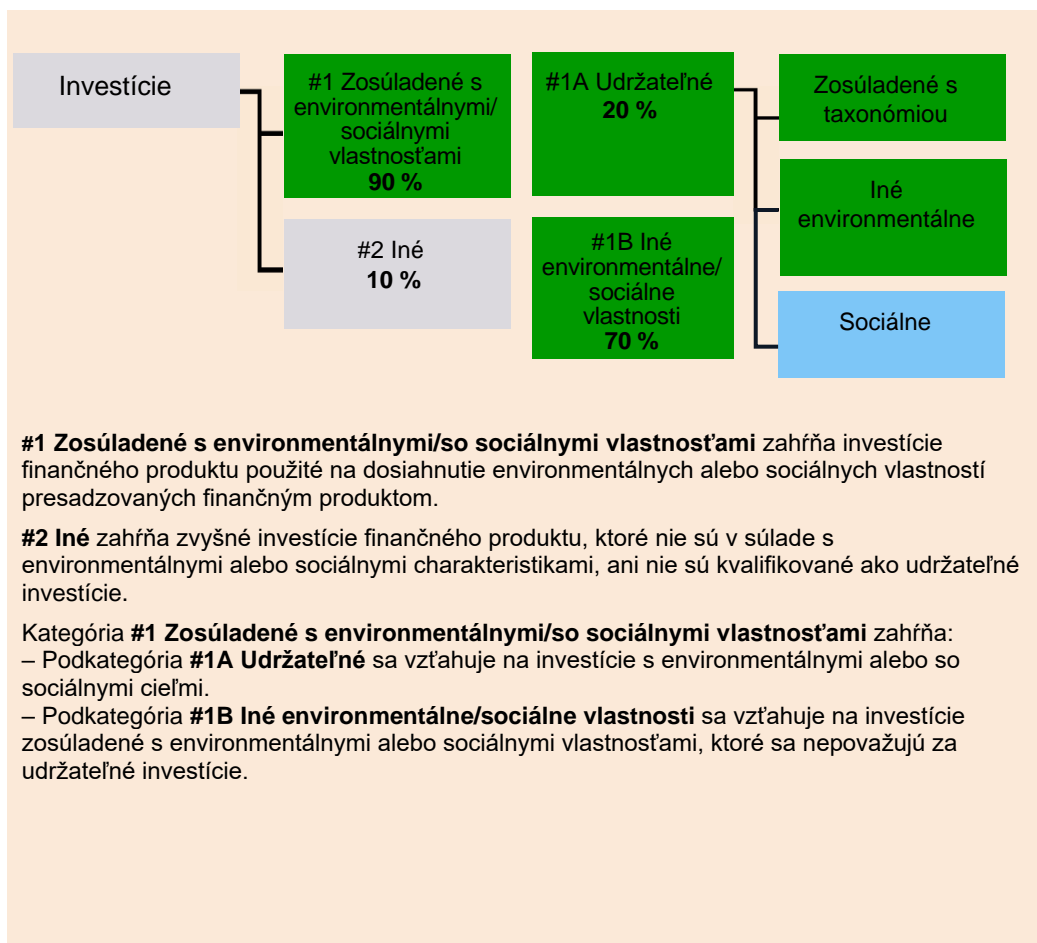 Investície
#1 Zosúladené s
environmentálnymi/
sociálnymi
vlastnosťami
90 %
#2 Iné
10 %
#1A Udržateľné
20 %
#1B Iné
environmentálne/
sociálne
vlastnosti
70 %
Zosúladené s
taxonómiou
Iné
environmentálne
Sociálne
#1 Zosúladené s environmentálnymi/so sociálnymi vlastnosťami zahŕňa investície
finančného produktu použité na dosiahnutie environmentálnych alebo sociálnych vlastností
presadzovaných finančným produktom.
#2 Iné zahŕňa zvyšné investície finančného produktu, ktoré nie sú v súlade s
environmentálnymi alebo sociálnymi charakteristikami, ani nie sú kvalifikované ako udržateľné
investície.
Kategória #1 Zosúladené s environmentálnymi/so sociálnymi vlastnosťami zahŕňa:
– Podkategória #1A Udržateľné sa vzťahuje na investície s environmentálnymi alebo so
sociálnymi cieľmi.
– Podkategória #1B Iné environmentálne/sociálne vlastnosti sa vzťahuje na investície
zosúladené s environmentálnymi alebo sociálnymi vlastnosťami, ktoré sa nepovažujú za
udržateľné investície.